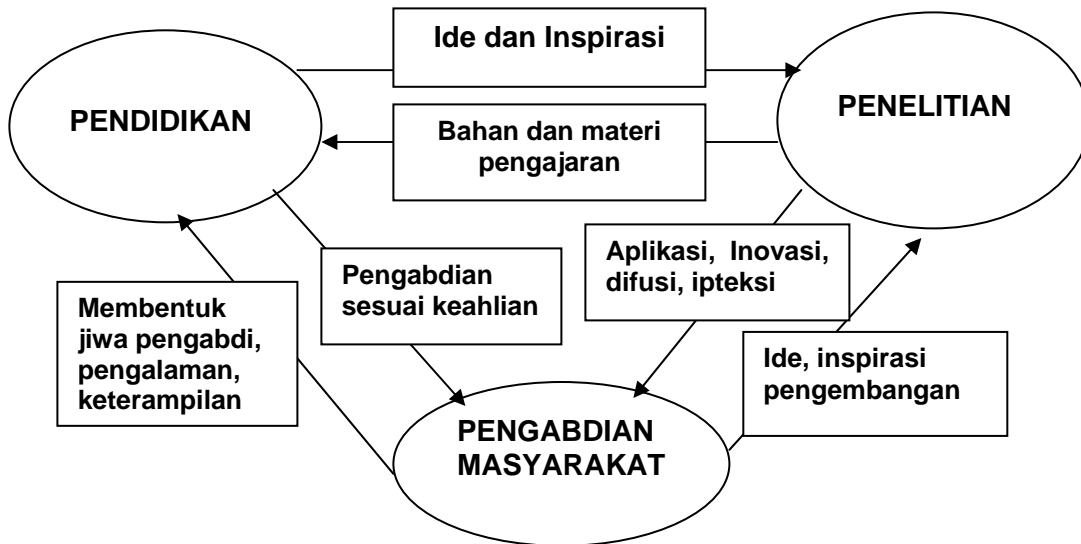 Ide dan Inspirasi
PENDIDIKAN
PENELITIAN
Bahan dan materi
pengajaran
Pengabdian
sesuai keahlian
Aplikasi, Inovasi,
difusi, ipteksi
Membentuk
jiwa pengabdi,
pengalaman,
keterampilan
Ide, inspirasi
pengembangan
PENGABDIAN
MASYARAKAT